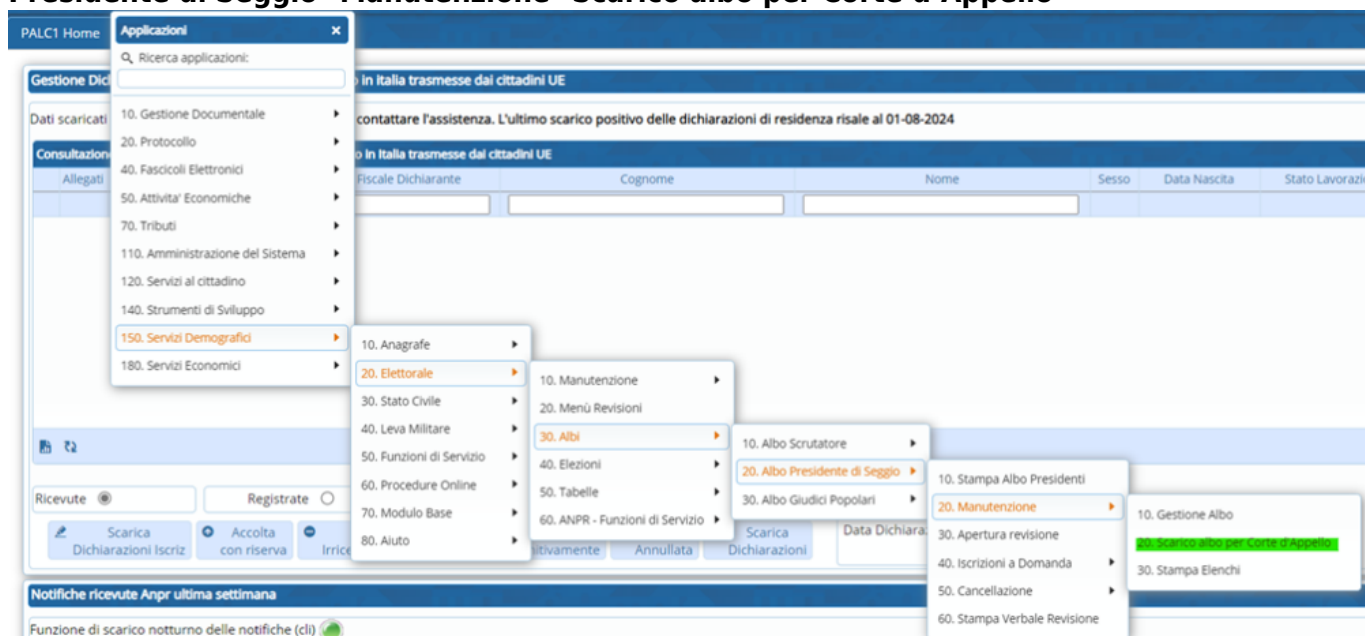 Presidente di Seggio -Manutenzione -Scarico albo per Corte d'Appello
PALC1 Home
Applicazioni
Ricerca applicazioni:
10. Gestione Documentale
20. Protocollo
40. Fascicoli Elettronici
50. Attivita' Economiche
70. Tributi
110. Amministrazione del Sistema
120. Servizi al cittadino
140. Strumenti di Sviluppo
150. Servizi Demografici
180. Servizi Economici
Gestione Dic
in Italia trasmesse dai cittadini UE
Dati scaricati
contattare l'assistenza. L'ultimo scarico positivo delle dichiarazioni di residenza risale al 01-08-2024
Consultazion
in Italia trasmesse dai cittadini UE
Allegati
Fiscale Dichiarante
Cognome
Nome
Sesso
Data Nascita
Stato Lavorazi
10. Anagrafe
20. Elettorale
30. Stato Civile
40. Leva Militare
50. Funzioni di Servizio
60. Procedure Online
70. Modulo Base
80. Aiuto
10. Manutenzione
20. Menù Revisioni
30. Albi
40. Elezioni
50. Tabelle
60. ANPR - Funzioni di Servizio
10. Albo Scrutatore
20. Albo Presidente di Seggio
30. Albo Giudici Popolari
10. Stampa Albo Presidenti
20. Manutenzione
30. Apertura revisione
40. Iscrizioni a Domanda
50. Cancellazione
60. Stampa Verbale Revisione
10. Gestione Albo
20. Scarico albo per Corte d'Appello
30. Stampa Elenchi
Ricevute
Registrate
Scarica
Dichiarazioni Iscriz
Accolta
con riserva
Irrice
nitivamente
Annullata
Scarica
Dichiarazioni
Data Dichiara
Notifiche ricevute Anpr ultima settimana
Funzione di scarico notturno delle notifiche (cli)